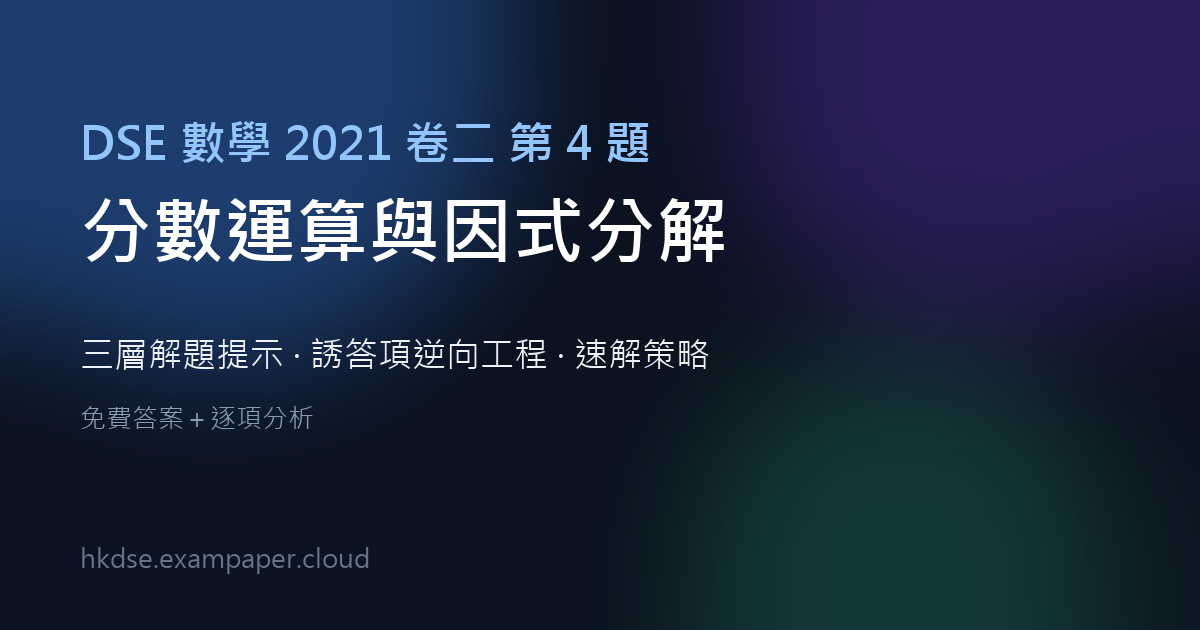 DSE 數學 2021 卷二 第 4 題
分數運算與因式分解
三層解題提示 · 誘答項逆向工程 · 速解策略
免費答案 + 逐項分析
hkdse.exampaper.cloud